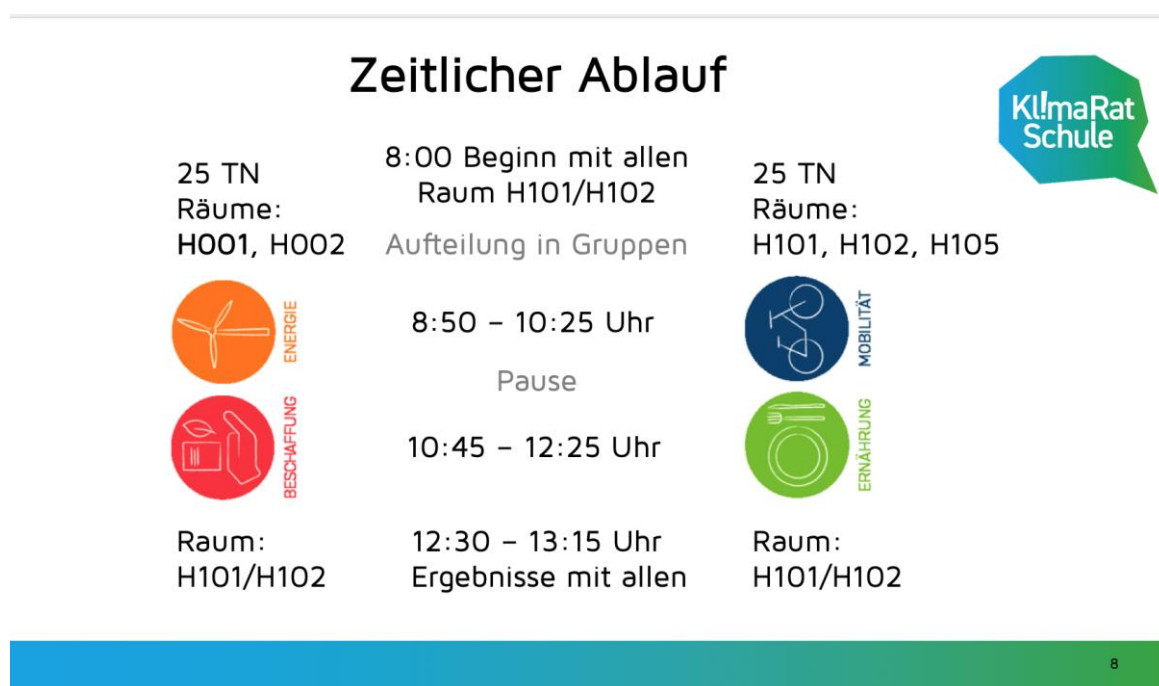 Zeitlicher Ablauf
Kl!maRat
Schule
25 TN
Räume:
H001, H002
8:00 Beginn mit allen
Raum H101/H102
Aufteilung in Gruppen
25 TN
Räume:
H101, H102, H105
ENERGIE
8:50 – 10:25 Uhr
MOBILITÄT
Pause
BESCHAFFUNG
10:45 – 12:25 Uhr
ERNÄHRUNG
Raum:
H101/H102
12:30 – 13:15 Uhr
Ergebnisse mit allen
Raum:
H101/H102
8